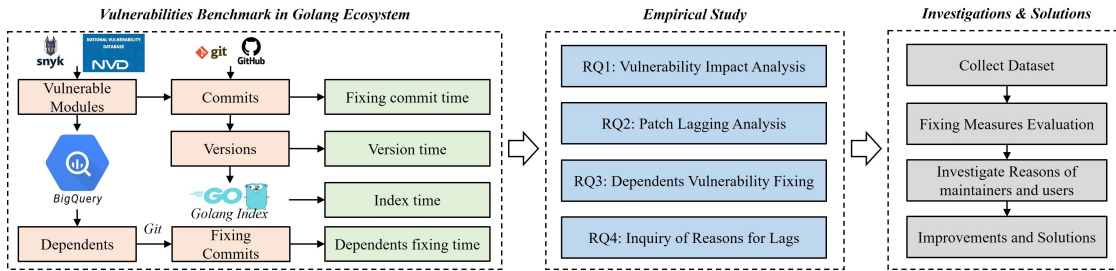 Vulnerabilities Benchmark in Golang Ecosystem
snyk
NATIONAL VULNERABILITY
DATABASE
NVD
git
GitHub
Vulnerable
Modules
Commits
Fixing commit time
Versions
Version time
BigQuery
GO
Golang Index
Index time
Dependents
Git
Fixing
Commits
Dependents fixing time
Empirical Study
RQ1: Vulnerability Impact Analysis
RQ2: Patch Lagging Analysis
RQ3: Dependents Vulnerability Fixing
RQ4: Inquiry of Reasons for Lags
Investigations & Solutions
Collect Dataset
Fixing Measures Evaluation
Investigate Reasons of
maintainers and users
Improvements and Solutions